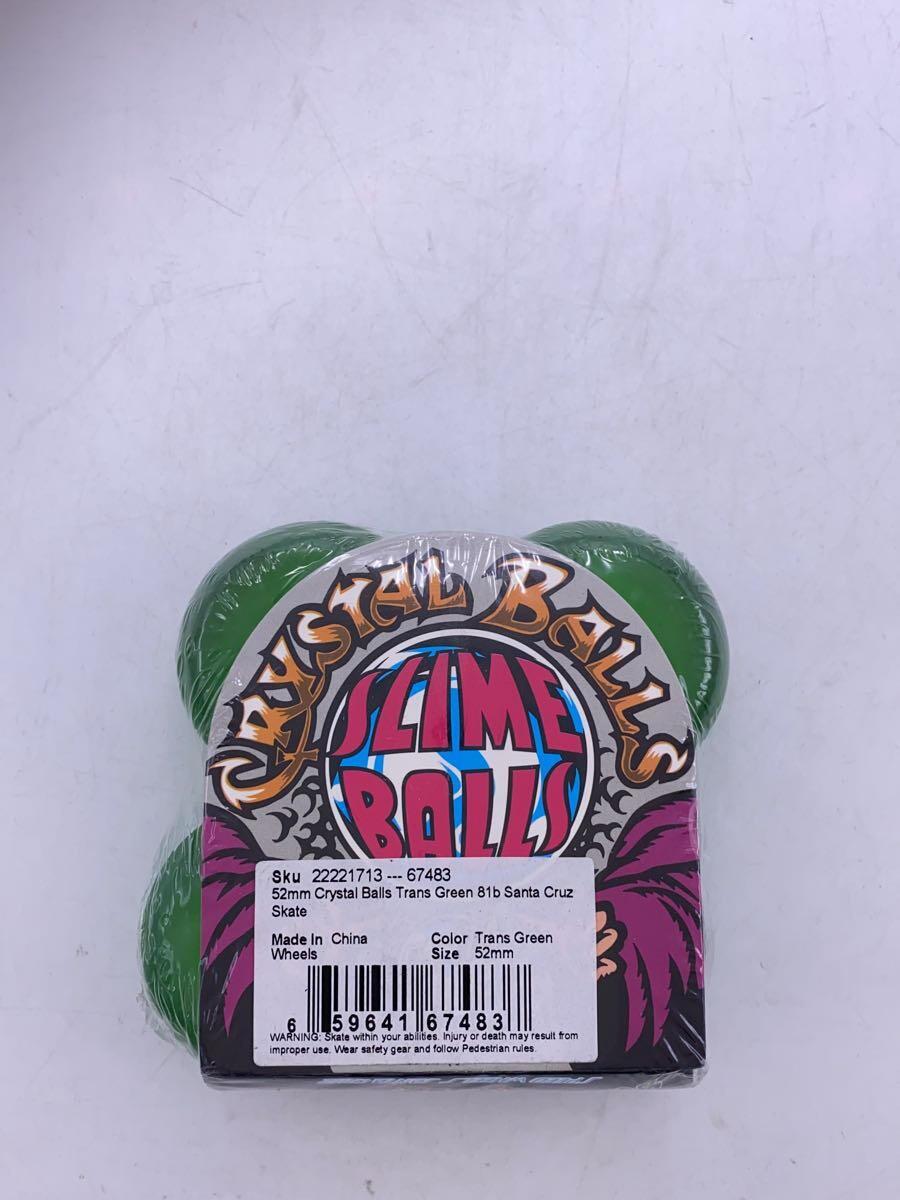 CRYSTAL BALLS
SLIME
BALLS
Sku 22221713 --- 67483
52mm Crystal Balls Trans Green 81b Santa Cruz
Skate
Made In China Color Trans Green
Wheels Size 52mm
6 59641 67483
WARNING: Skate within your abilities. Injury or death may result from
improper use. Wear safety gear and follow Pedestrian rules.